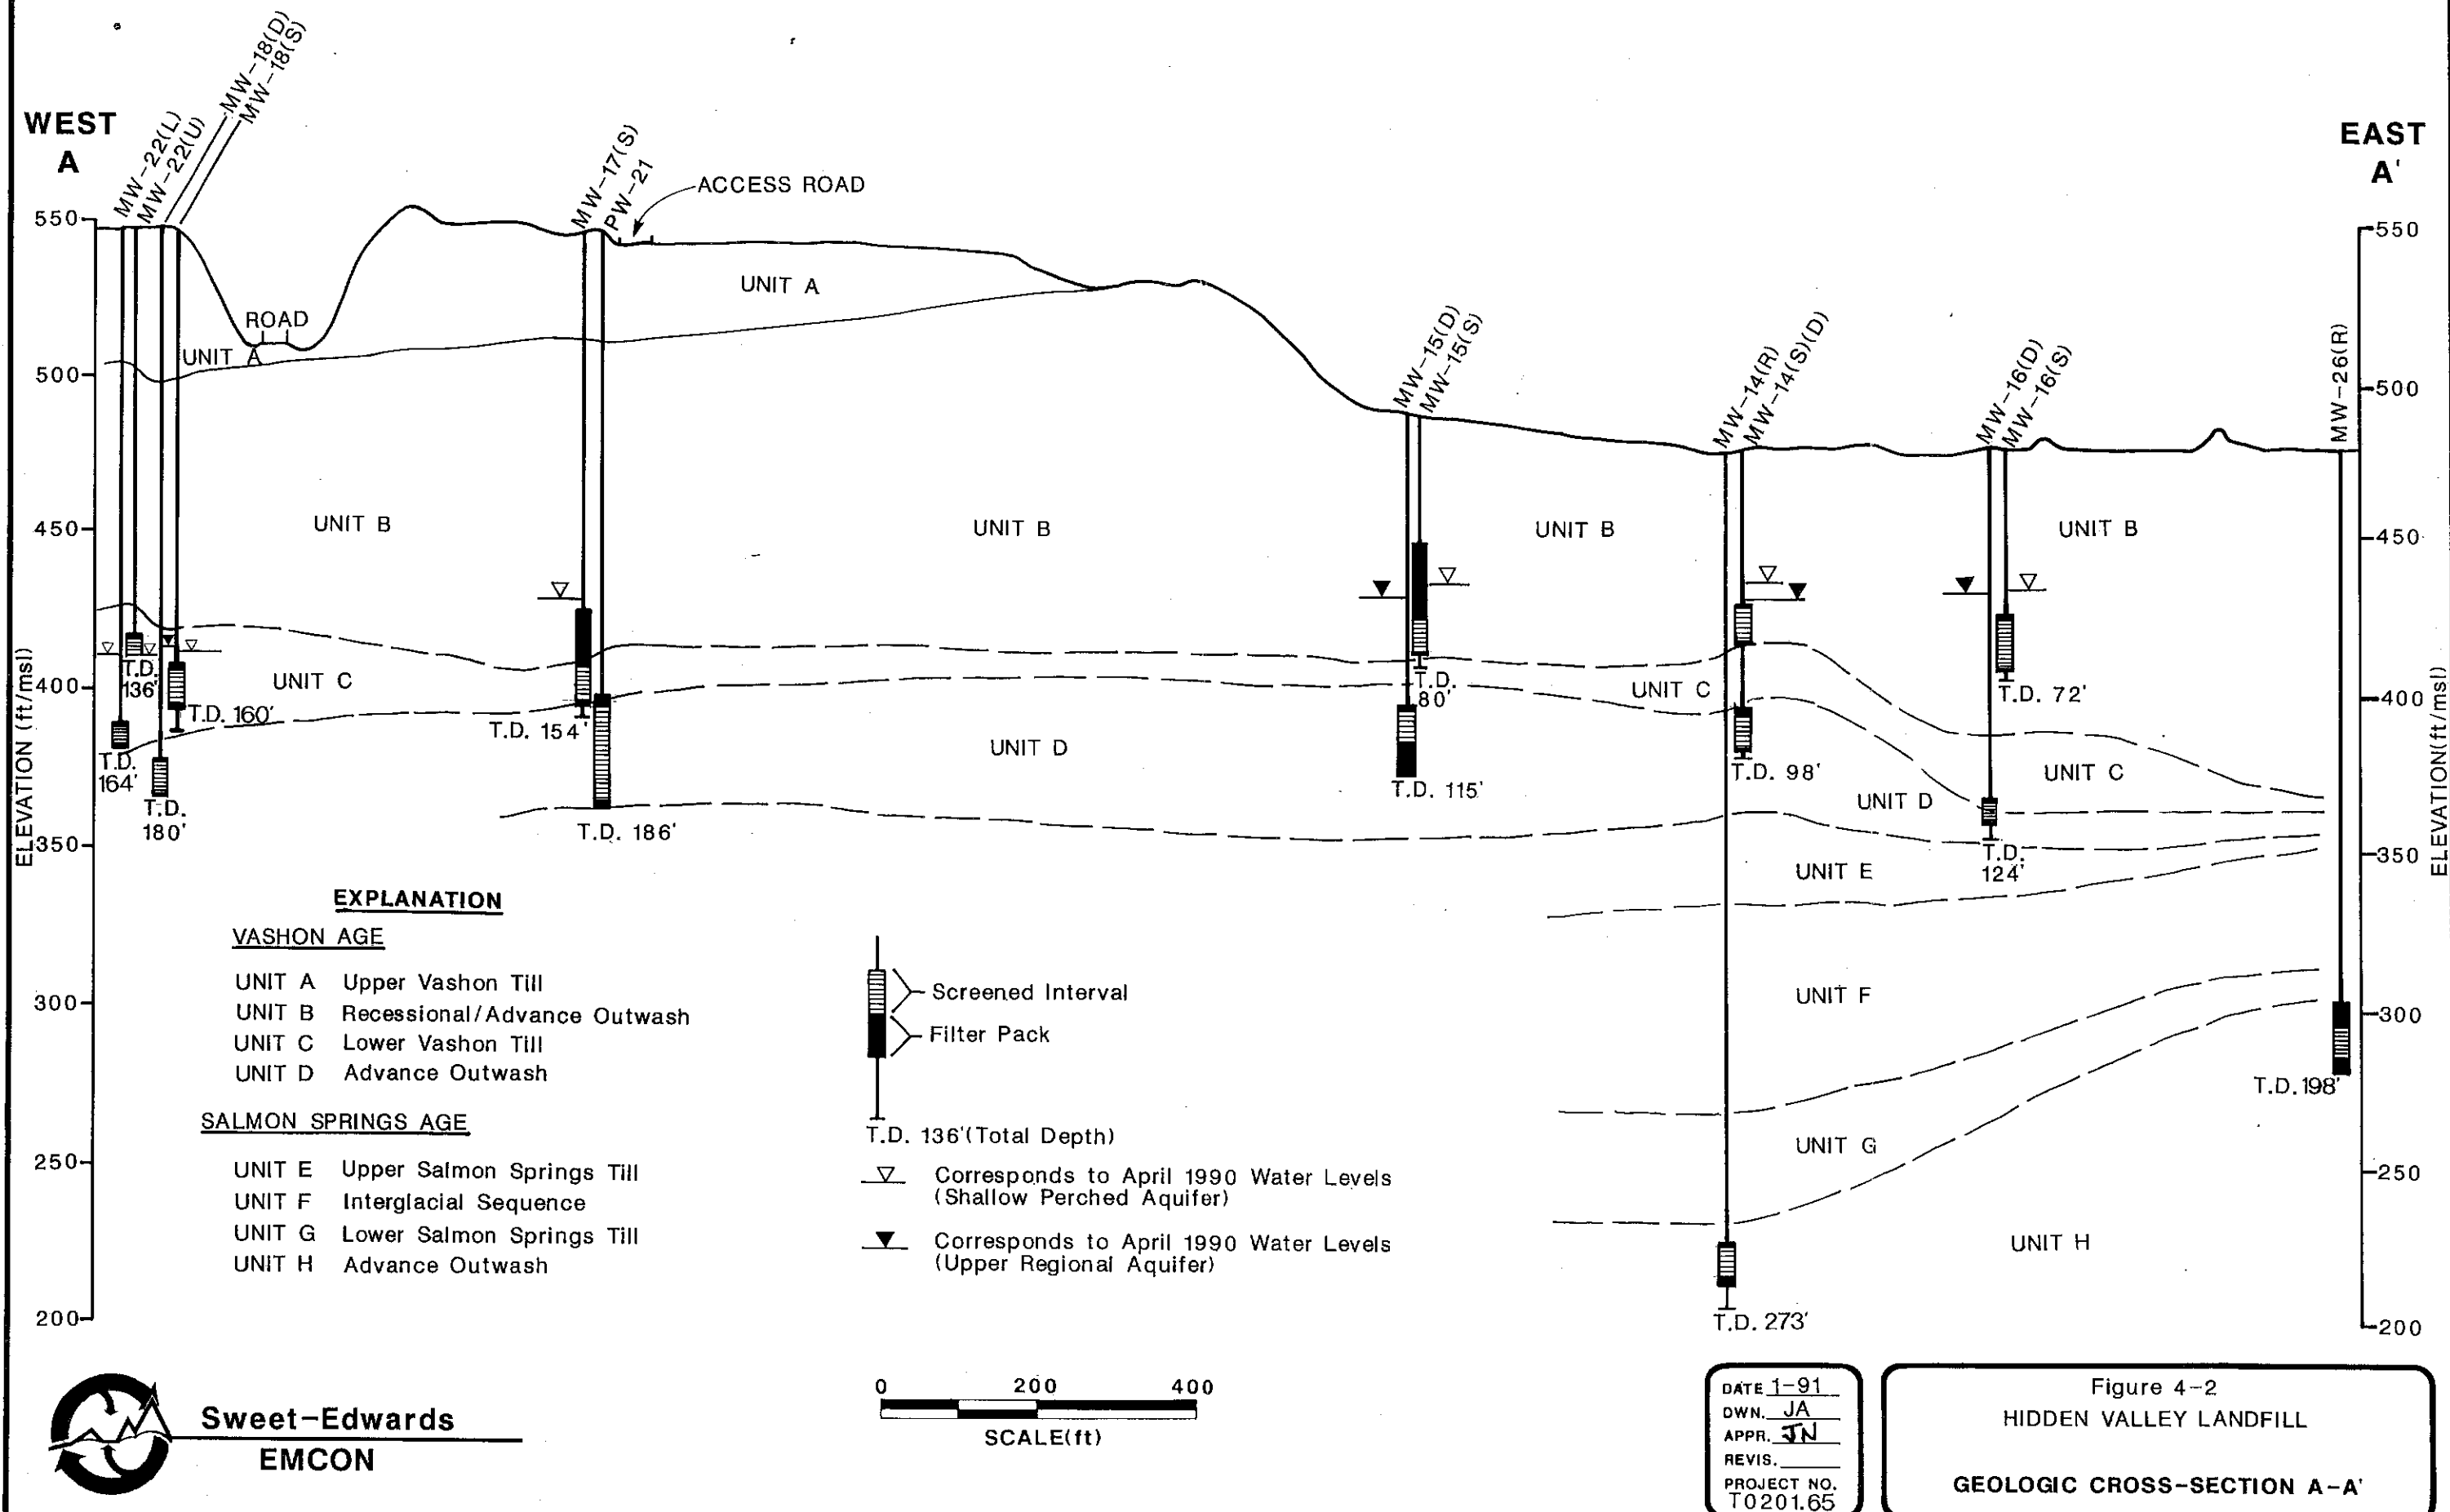 WEST
A
MW-22(L)
MW-22(U)
MW-18(D)
MW-18(S)
MW-17(S)
PW-21
ACCESS ROAD
MW-15(D)
MW-15(S)
MW-14(R)
MW-14(S)(D)
MW-16(D)
MW-16(S)
MW-26(R)
EAST
A'
550
500
450
400
350
300
250
200
ELEVATION (ft/msl)
550
500
450
400
350
300
250
200
ELEVATION(ft/msl)
ROAD
UNIT A
UNIT A
UNIT B
UNIT B
UNIT B
UNIT B
UNIT C
UNIT C
UNIT C
UNIT D
UNIT D
UNIT E
UNIT F
UNIT G
UNIT H
T.D.
136'
T.D. 160'
T.D.
164'
T.D.
180'
T.D. 154'
T.D. 186'
T.D.
80'
T.D. 115'
T.D. 98'
T.D. 72'
T.D.
124'
T.D. 198'
T.D. 273'
EXPLANATION
VASHON AGE
UNIT A Upper Vashon Till
UNIT B Recessional/Advance Outwash
UNIT C Lower Vashon Till
UNIT D Advance Outwash
SALMON SPRINGS AGE
UNIT E Upper Salmon Springs Till
UNIT F Interglacial Sequence
UNIT G Lower Salmon Springs Till
UNIT H Advance Outwash
Screened Interval
Filter Pack
T.D. 136'(Total Depth)
Corresponds to April 1990 Water Levels
(Shallow Perched Aquifer)
Corresponds to April 1990 Water Levels
(Upper Regional Aquifer)
Sweet-Edwards
EMCON
0 200 400
SCALE(ft)
DATE 1-91
DWN. JA
APPR. JN
REVIS.
PROJECT NO.
T0201.65
Figure 4-2
HIDDEN VALLEY LANDFILL
GEOLOGIC CROSS-SECTION A-A'